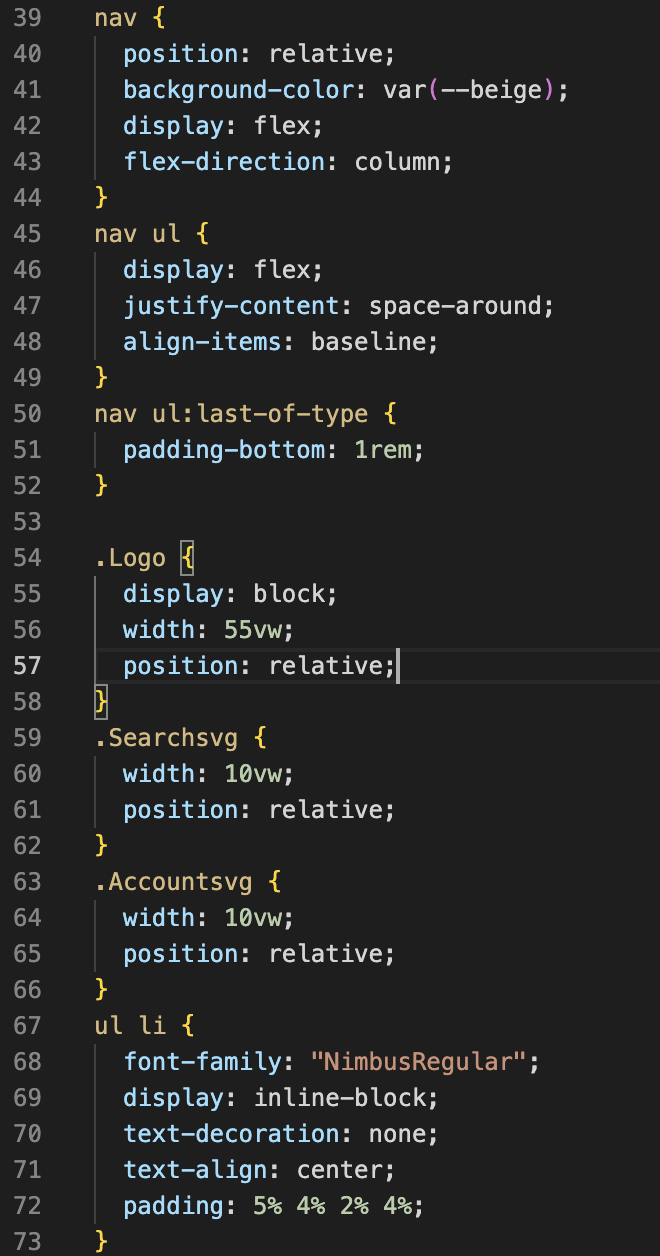 39 nav {
40 position: relative;
41 background-color: var(--beige);
42 display: flex;
43 flex-direction: column;
44 }
45 nav ul {
46 display: flex;
47 justify-content: space-around;
48 align-items: baseline;
49 }
50 nav ul:last-of-type {
51 padding-bottom: 1rem;
52 }
53
54 .Logo {
55 display: block;
56 width: 55vw;
57 position: relative;
58 }
59 .Searchsvg {
60 width: 10vw;
61 position: relative;
62 }
63 .Accountsvg {
64 width: 10vw;
65 position: relative;
66 }
67 ul li {
68 font-family: "NimbusRegular";
69 display: inline-block;
70 text-decoration: none;
71 text-align: center;
72 padding: 5% 4% 2% 4%;
73 }